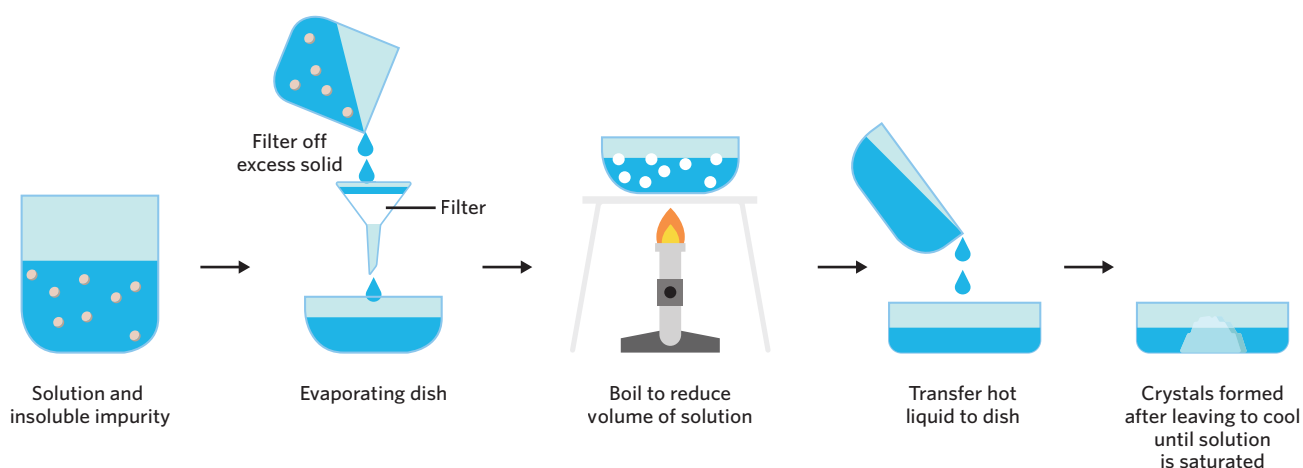 Filter off
excess solid
Filter
Solution and
insoluble impurity
Evaporating dish
Boil to reduce
volume of solution
Transfer hot
liquid to dish
Crystals formed
after leaving to cool
until solution
is saturated